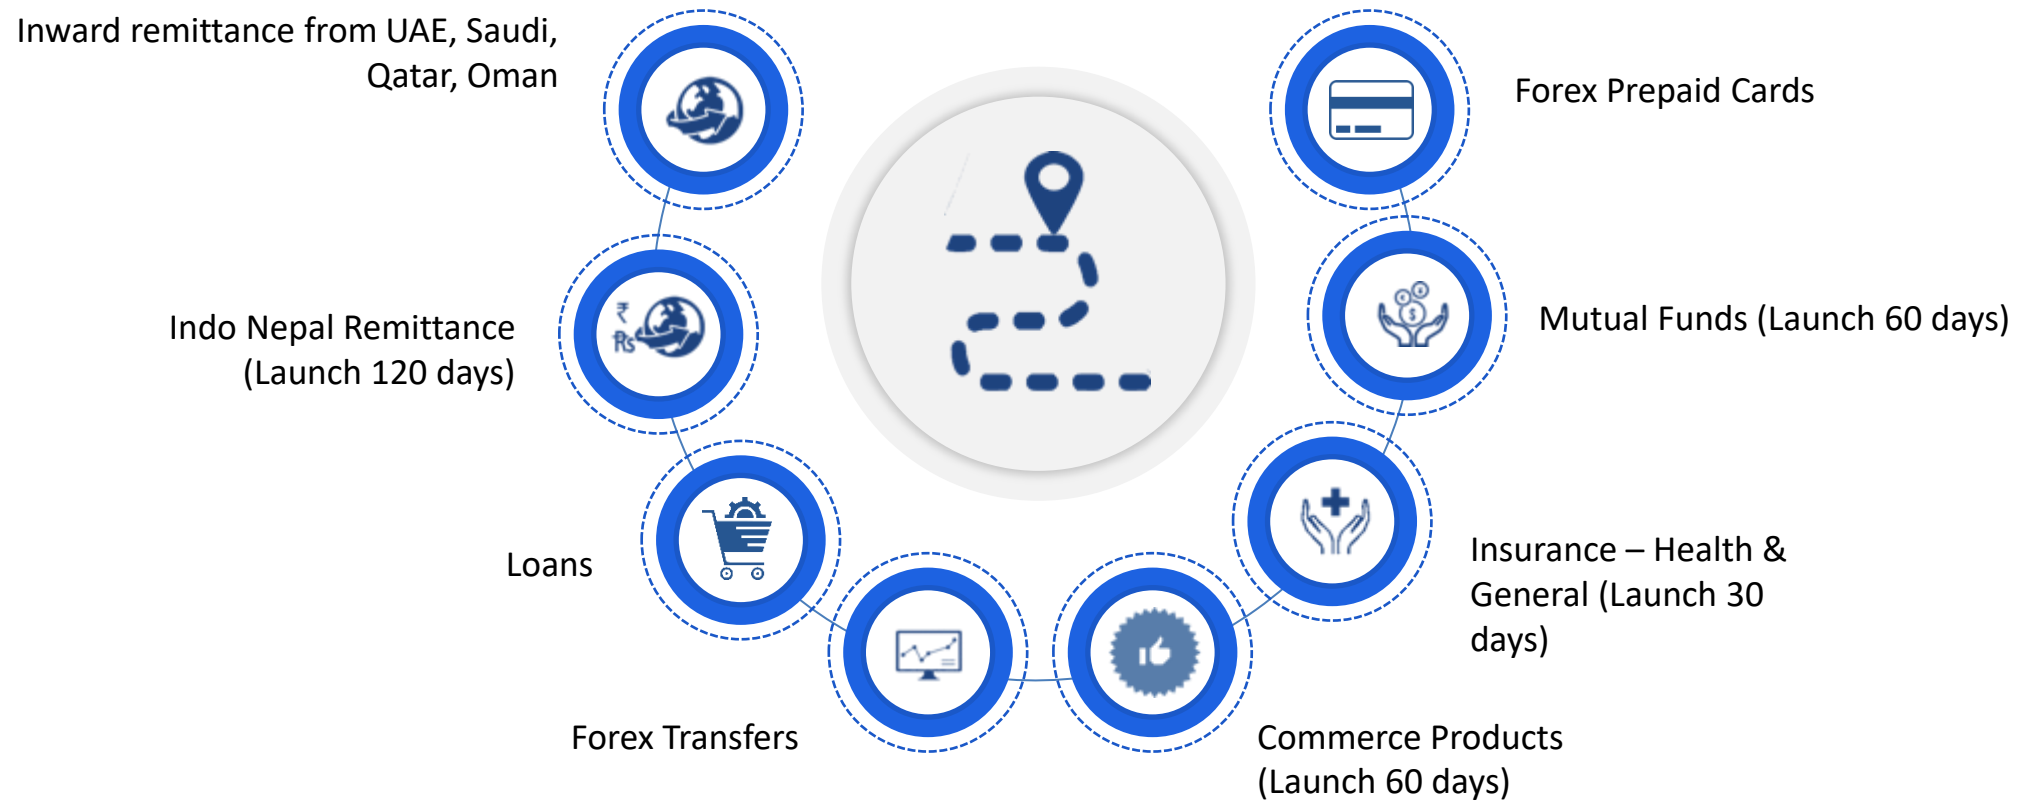 Inward remittance from UAE, Saudi,
Qatar, Oman
Forex Prepaid Cards
₹
Rs
Indo Nepal Remittance
(Launch 120 days)
Mutual Funds (Launch 60 days)
$
Loans
Insurance – Health &
General (Launch 30
days)
Forex Transfers
Commerce Products
(Launch 60 days)